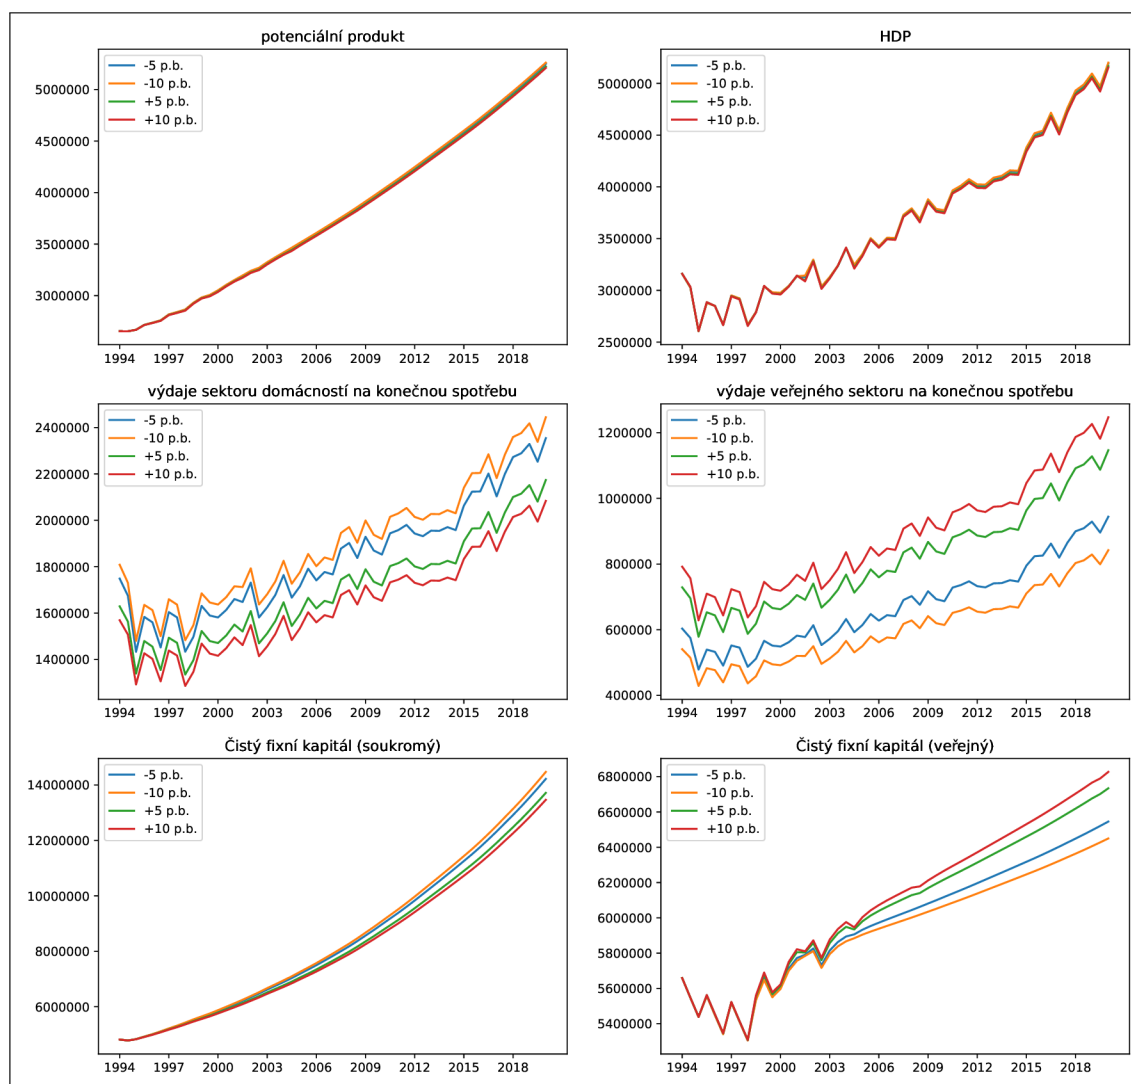 potenciální produkt
-5 p.b.
-10 p.b.
+5 p.b.
+10 p.b.
5000000
4500000
4000000
3500000
3000000
1994 1997 2000 2003 2006 2009 2012 2015 2018
HDP
-5 p.b.
-10 p.b.
+5 p.b.
+10 p.b.
5000000
4500000
4000000
3500000
3000000
2500000
1994 1997 2000 2003 2006 2009 2012 2015 2018
výdaje sektoru domácností na konečnou spotřebu
-5 p.b.
-10 p.b.
+5 p.b.
+10 p.b.
2400000
2200000
2000000
1800000
1600000
1400000
1994 1997 2000 2003 2006 2009 2012 2015 2018
výdaje veřejného sektoru na konečnou spotřebu
-5 p.b.
-10 p.b.
+5 p.b.
+10 p.b.
1200000
1000000
800000
600000
400000
1994 1997 2000 2003 2006 2009 2012 2015 2018
Čistý fixní kapitál (soukromý)
-5 p.b.
-10 p.b.
+5 p.b.
+10 p.b.
14000000
12000000
10000000
8000000
6000000
1994 1997 2000 2003 2006 2009 2012 2015 2018
Čistý fixní kapitál (veřejný)
-5 p.b.
-10 p.b.
+5 p.b.
+10 p.b.
6800000
6600000
6400000
6200000
6000000
5800000
5600000
5400000
1994 1997 2000 2003 2006 2009 2012 2015 2018